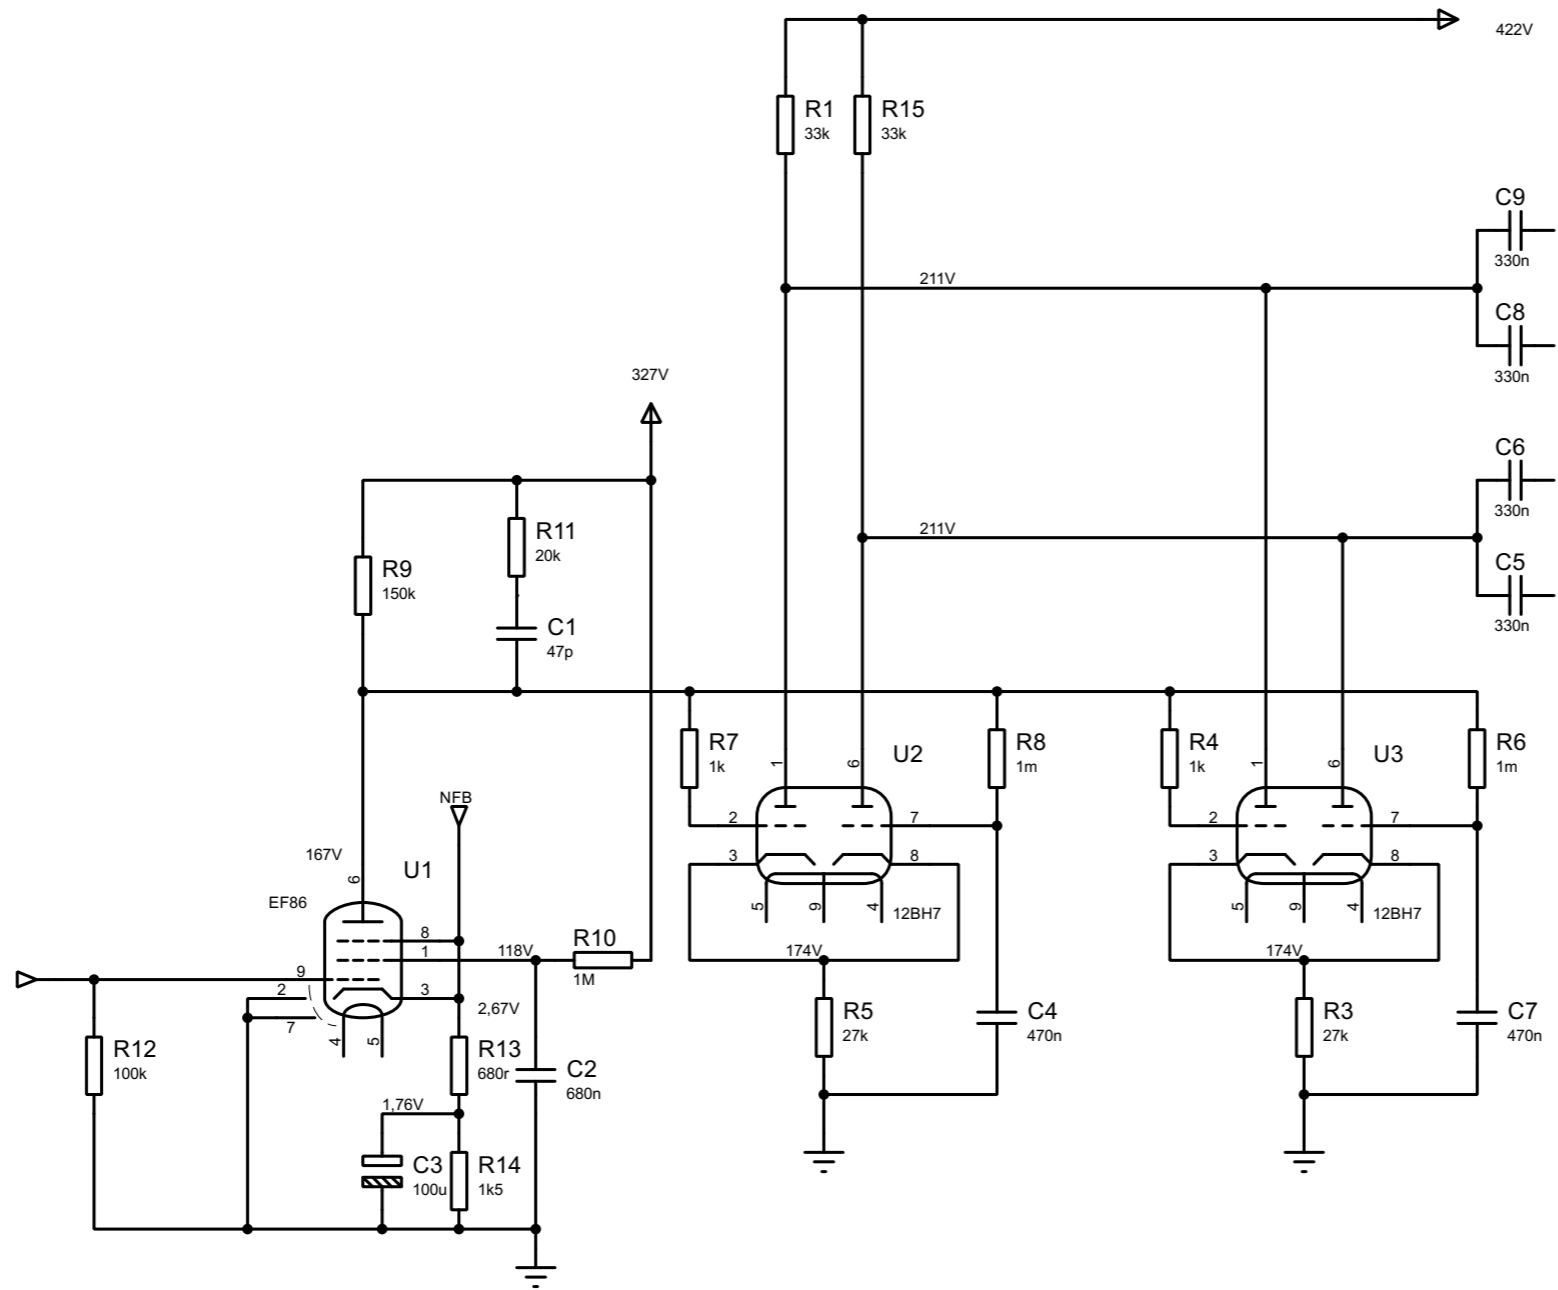 422V
R1
33k
R15
33k
C9
330n
211V
C8
330n
327V
C6
330n
211V
R11
20k
C5
330n
R9
150k
C1
47p
R7
1k
1
6
U2
R8
1m
R4
1k
1
6
U3
R6
1m
NFB
2
7
2
7
167V
6
U1
3
8
3
8
EF86
5
9
4
12BH7
5
9
4
12BH7
8
1
118V
R10
1M
174V
174V
9
2
3
2,67V
7
4
5
R5
27k
C4
470n
R3
27k
C7
470n
R12
100k
R13
680r
C2
680n
1,76V
C3
100u
R14
1k5